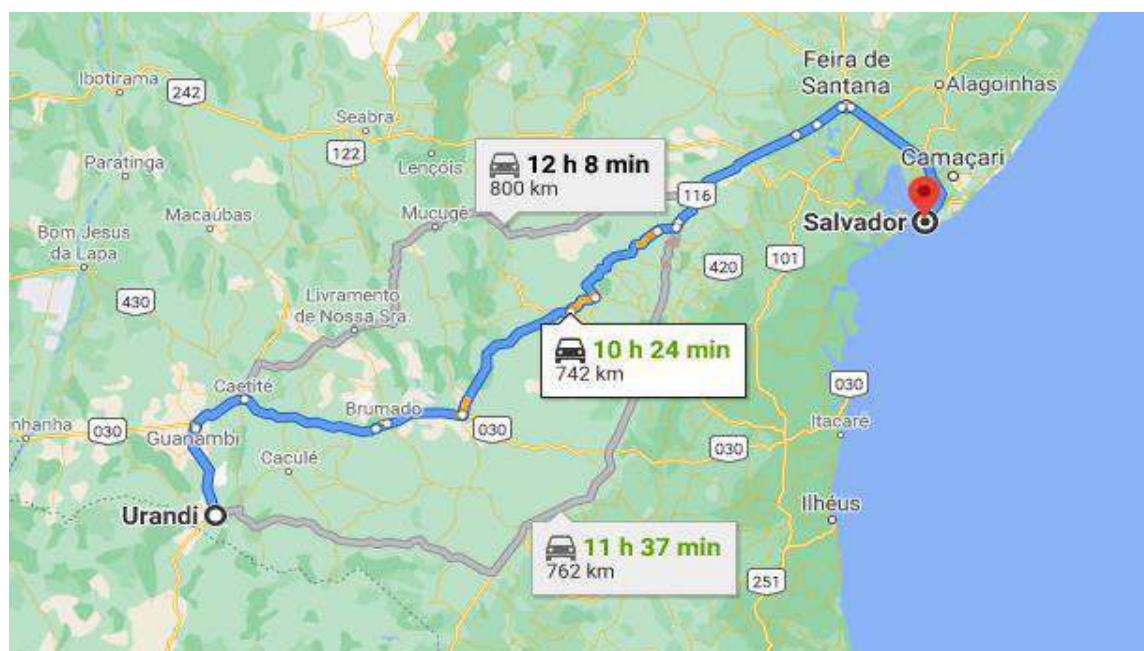 Feira de
Santana
Ibotirama
242
Alagoinhas
Seabra
122
Lençóis
12 h 8 min
800 km
Camaçari
Paratinga
116
Macaúbas
Mucugê
Salvador
Bom Jesus
da Lapa
101
420
430
Livramento
de Nossa Sra.
10 h 24 min
742 km
Caetité
030
Brumado
nhanha
030
Guanambi
030
Itacaré
030
Caculé
Urandi
Ilhéus
11 h 37 min
762 km
251